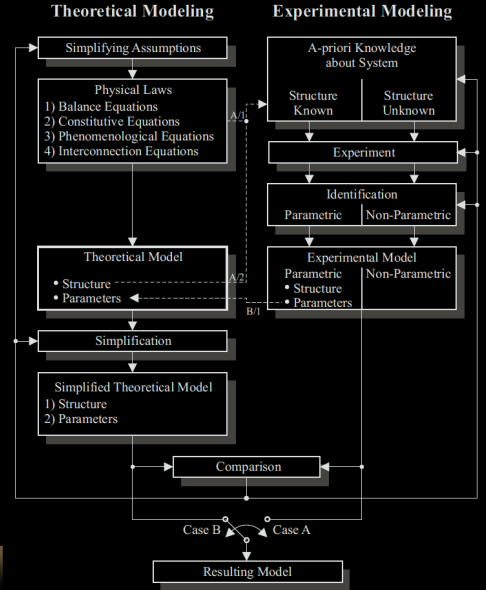 Theoretical Modeling
Experimental Modeling
Simplifying Assumptions
Physical Laws
1) Balance Equations
2) Constitutive Equations
3) Phenomenological Equations
4) Interconnection Equations
A/1
A-priori Knowledge
about System
Structure
Known
Structure
Unknown
Experiment
Identification
Parametric
Non-Parametric
Theoretical Model
• Structure
• Parameters
A/2
B/1
Experimental Model
Parametric
Non-Parametric
• Structure
• Parameters
Simplification
Simplified Theoretical Model
1) Structure
2) Parameters
Comparison
Case B
Case A
Resulting Model